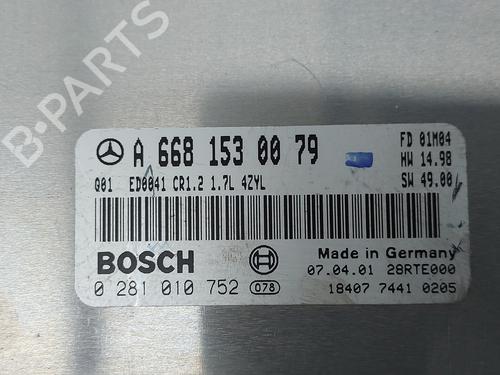 B-PARTS
A 668 153 00 79
FD 01M04
HW 14.98
SW 49.00
Q01 ED0041 CR1.2 1.7L 4ZYL
BOSCH
Made in Germany
07.04.01 28RTE000
0 281 010 752 078
18407 7441 0205